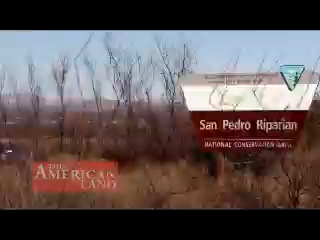 San Pedro Riparian
NATIONAL CONSERVATION AREA
THE
AMERICAN
LAND